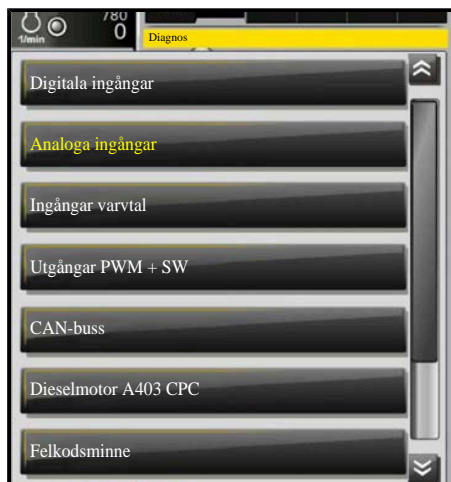 780
1/min 0
Diagnos
Digitala ingångar
Analoga ingångar
Ingångar varvtal
Utgångar PWM + SW
CAN-buss
Dieselmotor A403 CPC
Felkodsminne